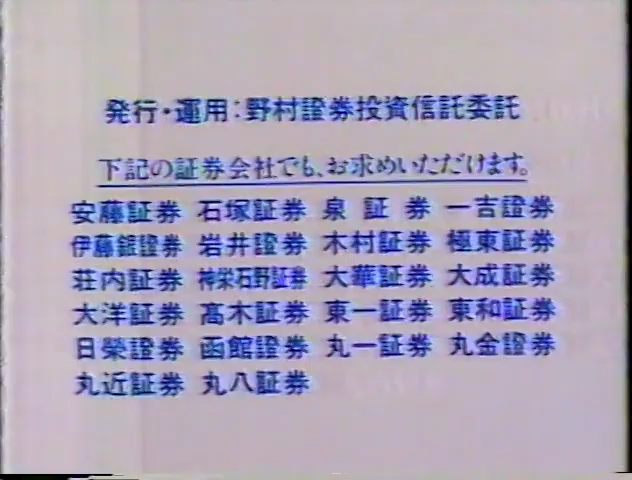 発行・運用:野村證券投資信託委託
下記の証券会社でも、お求めいただけます。
安藤証券 石塚証券 泉証券 一吉證券
伊藤銀證券 岩井證券 木村証券 極東証券
荘内証券 神栄石野証券 大華証券 大成証券
大洋証券 髙木証券 東一証券 東和証券
日榮證券 函館證券 丸一証券 丸金證券
丸近証券 丸八証券